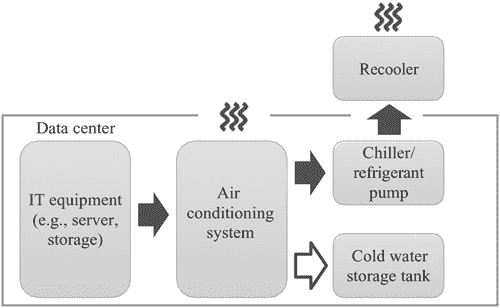 Recooler
Data center
IT equipment
(e.g., server,
storage)
Air
conditioning
system
Chiller/
refrigerant
pump
Cold water
storage tank